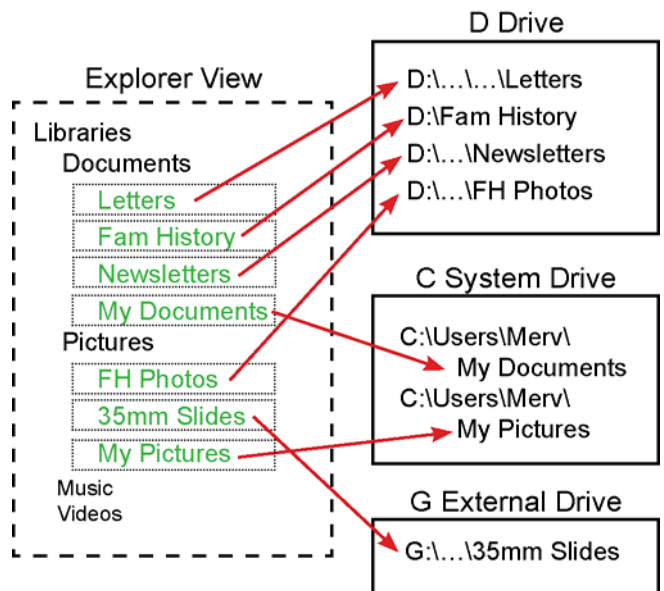 Explorer View
Libraries
Documents
Letters
Fam History
Newsletters
My Documents
Pictures
FH Photos
35mm Slides
My Pictures
Music
Videos
D Drive
D:\...\...\Letters
D:\Fam History
D:\...\Newsletters
D:\...\FH Photos
C System Drive
C:\Users\Merv\
My Documents
C:\Users\Merv\
My Pictures
G External Drive
G:\...\35mm Slides